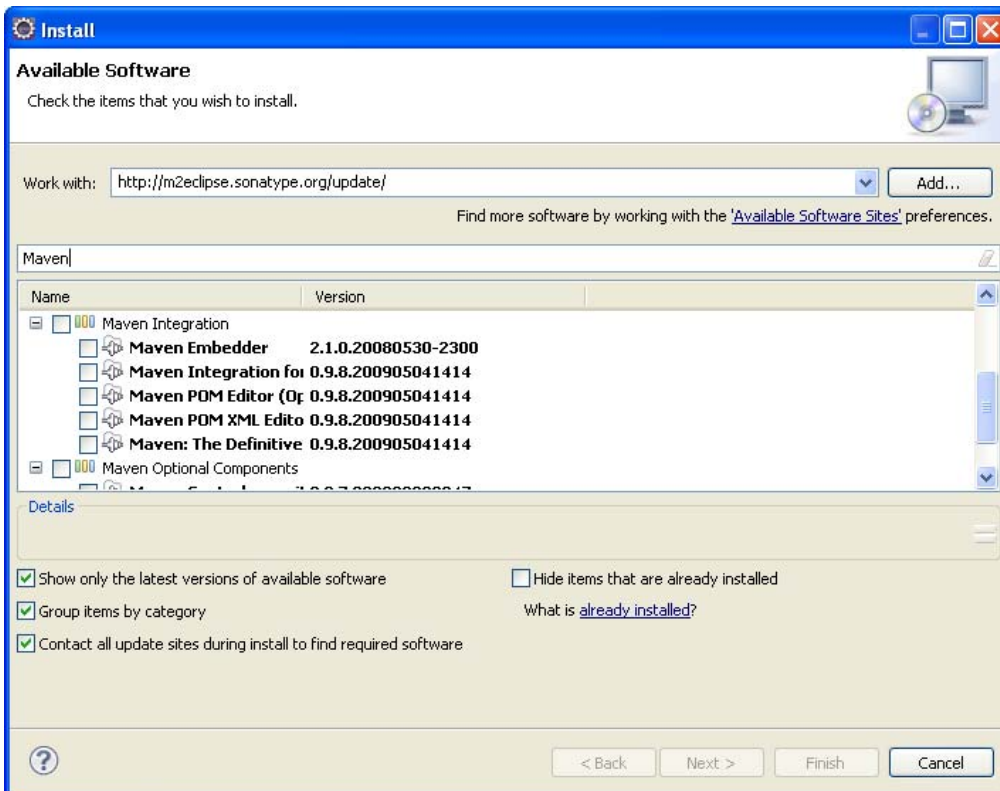 Install
Available Software
Check the items that you wish to install.
Work with: http://m2eclipse.sonatype.org/update/ Add...
Find more software by working with the 'Available Software Sites' preferences.
Maven
Name Version
Maven Integration
Maven Embedder 2.1.0.20080530-2300
Maven Integration for 0.9.8.200905041414
Maven POM Editor (Op 0.9.8.200905041414
Maven POM XML Edito 0.9.8.200905041414
Maven: The Definitive 0.9.8.200905041414
Maven Optional Components
Details
Show only the latest versions of available software Hide items that are already installed
Group items by category What is already installed?
Contact all update sites during install to find required software
< Back Next > Finish Cancel